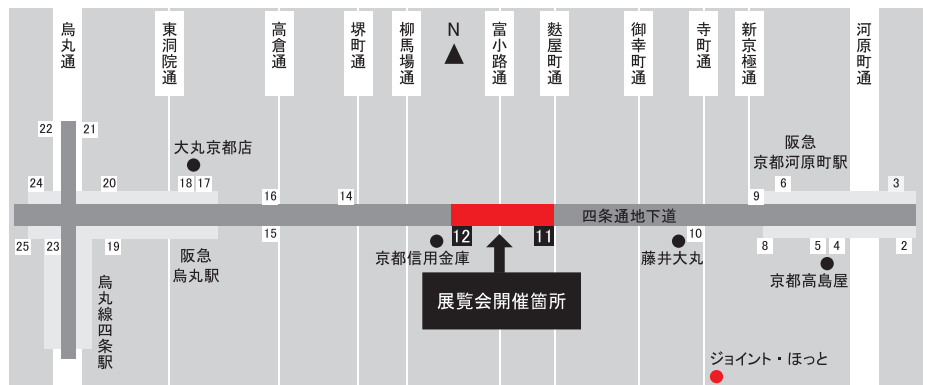 烏丸通
東洞院通
高倉通
堺町通
柳馬場通
N
富小路通
麩屋町通
御幸町通
寺町通
新京極通
河原町通
22
21
大丸京都店
阪急
京都河原町駅
24
20
18
17
16
14
9
6
3
四条通地下道
25
23
19
15
12
11
10
8
5
4
2
阪急
烏丸駅
京都信用金庫
藤井大丸
京都高島屋
烏丸線四条駅
展覧会開催箇所
ジョイント・ほっと